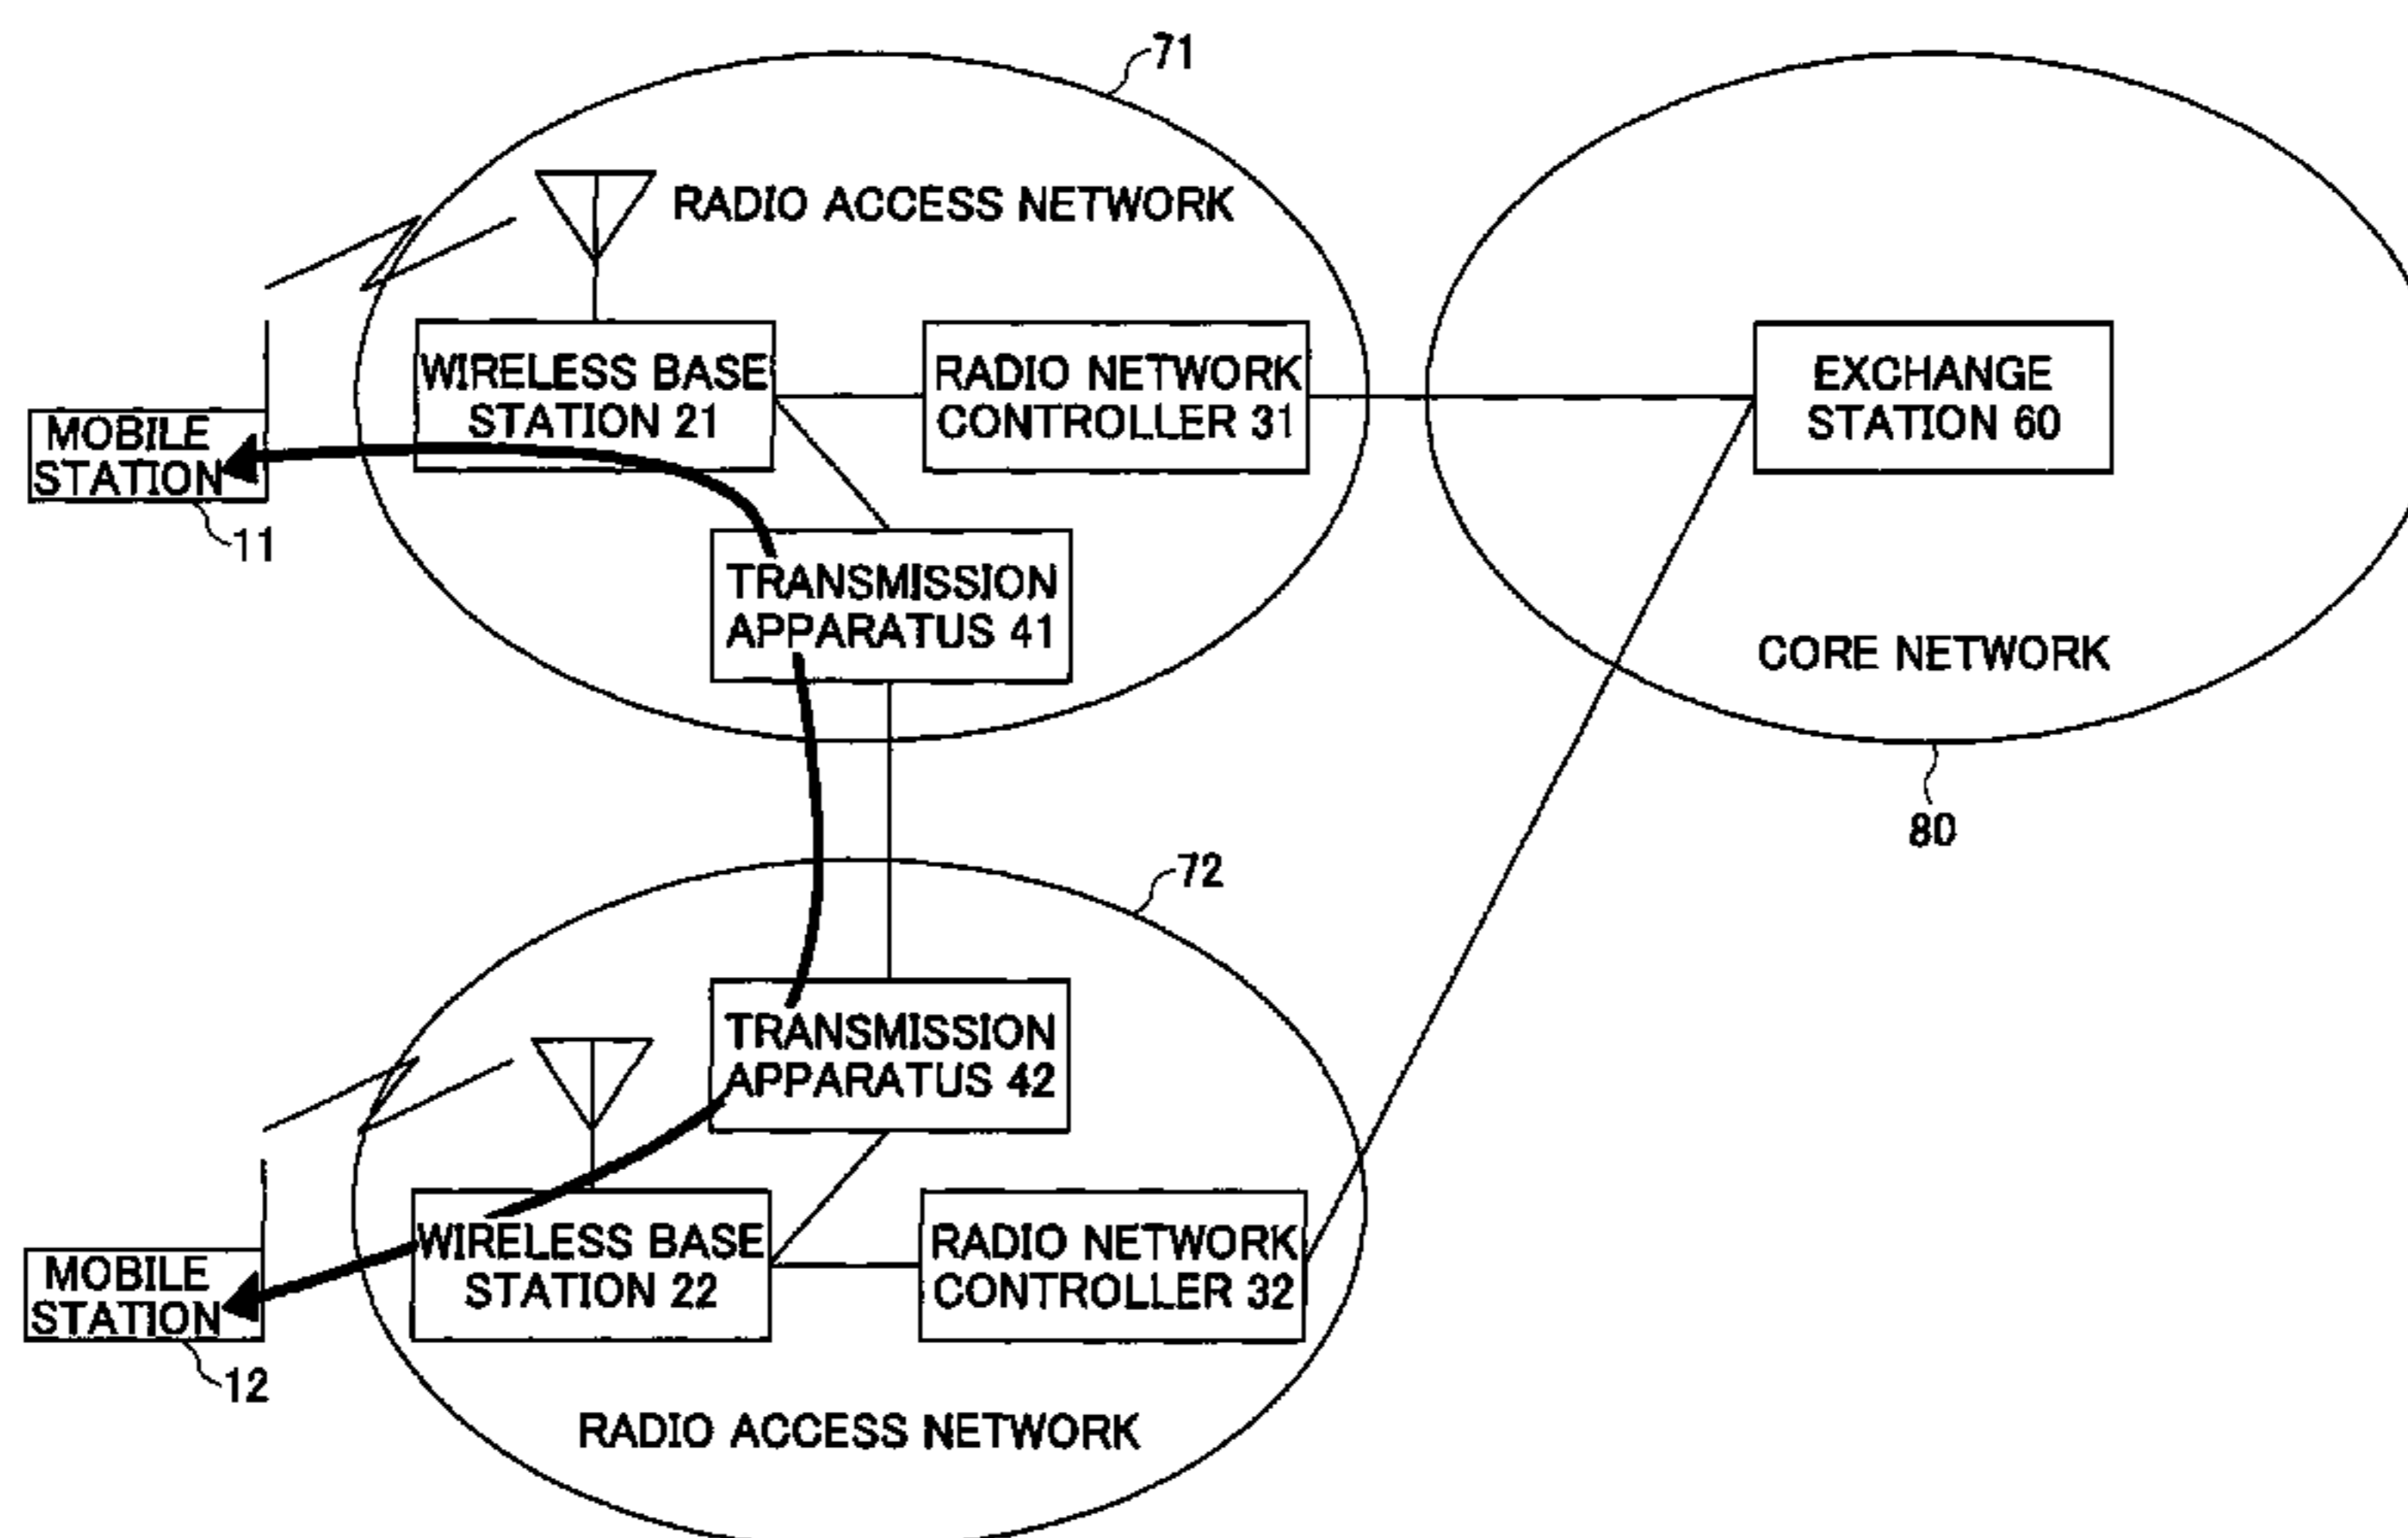 71
RADIO ACCESS NETWORK
WIRELESS BASE
STATION 21
RADIO NETWORK
CONTROLLER 31
EXCHANGE
STATION 60
MOBILE
STATION
11
TRANSMISSION
APPARATUS 41
CORE NETWORK
80
72
TRANSMISSION
APPARATUS 42
WIRELESS BASE
STATION 22
RADIO NETWORK
CONTROLLER 32
MOBILE
STATION
12
RADIO ACCESS NETWORK